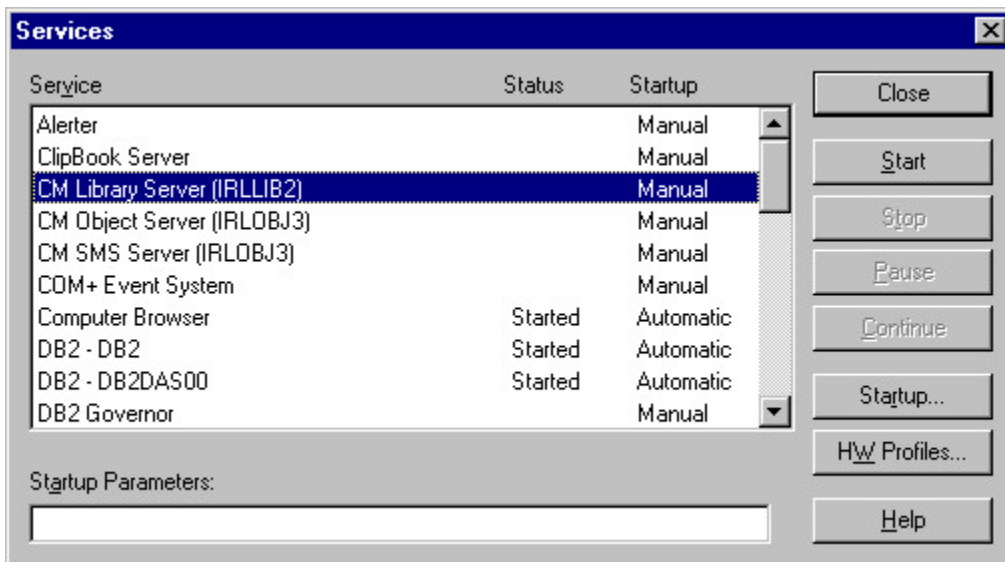 Services
Service Status Startup
Alerter Manual
ClipBook Server Manual
CM Library Server (IRLLIB2) Manual
CM Object Server (IRLOBJ3) Manual
CM SMS Server (IRLOBJ3) Manual
COM+ Event System Manual
Computer Browser Started Automatic
DB2 - DB2 Started Automatic
DB2 - DB2DAS00 Started Automatic
DB2 Governor Manual
Close
Start
Stop
Pause
Continue
Startup...
HW Profiles...
Help
Startup Parameters: